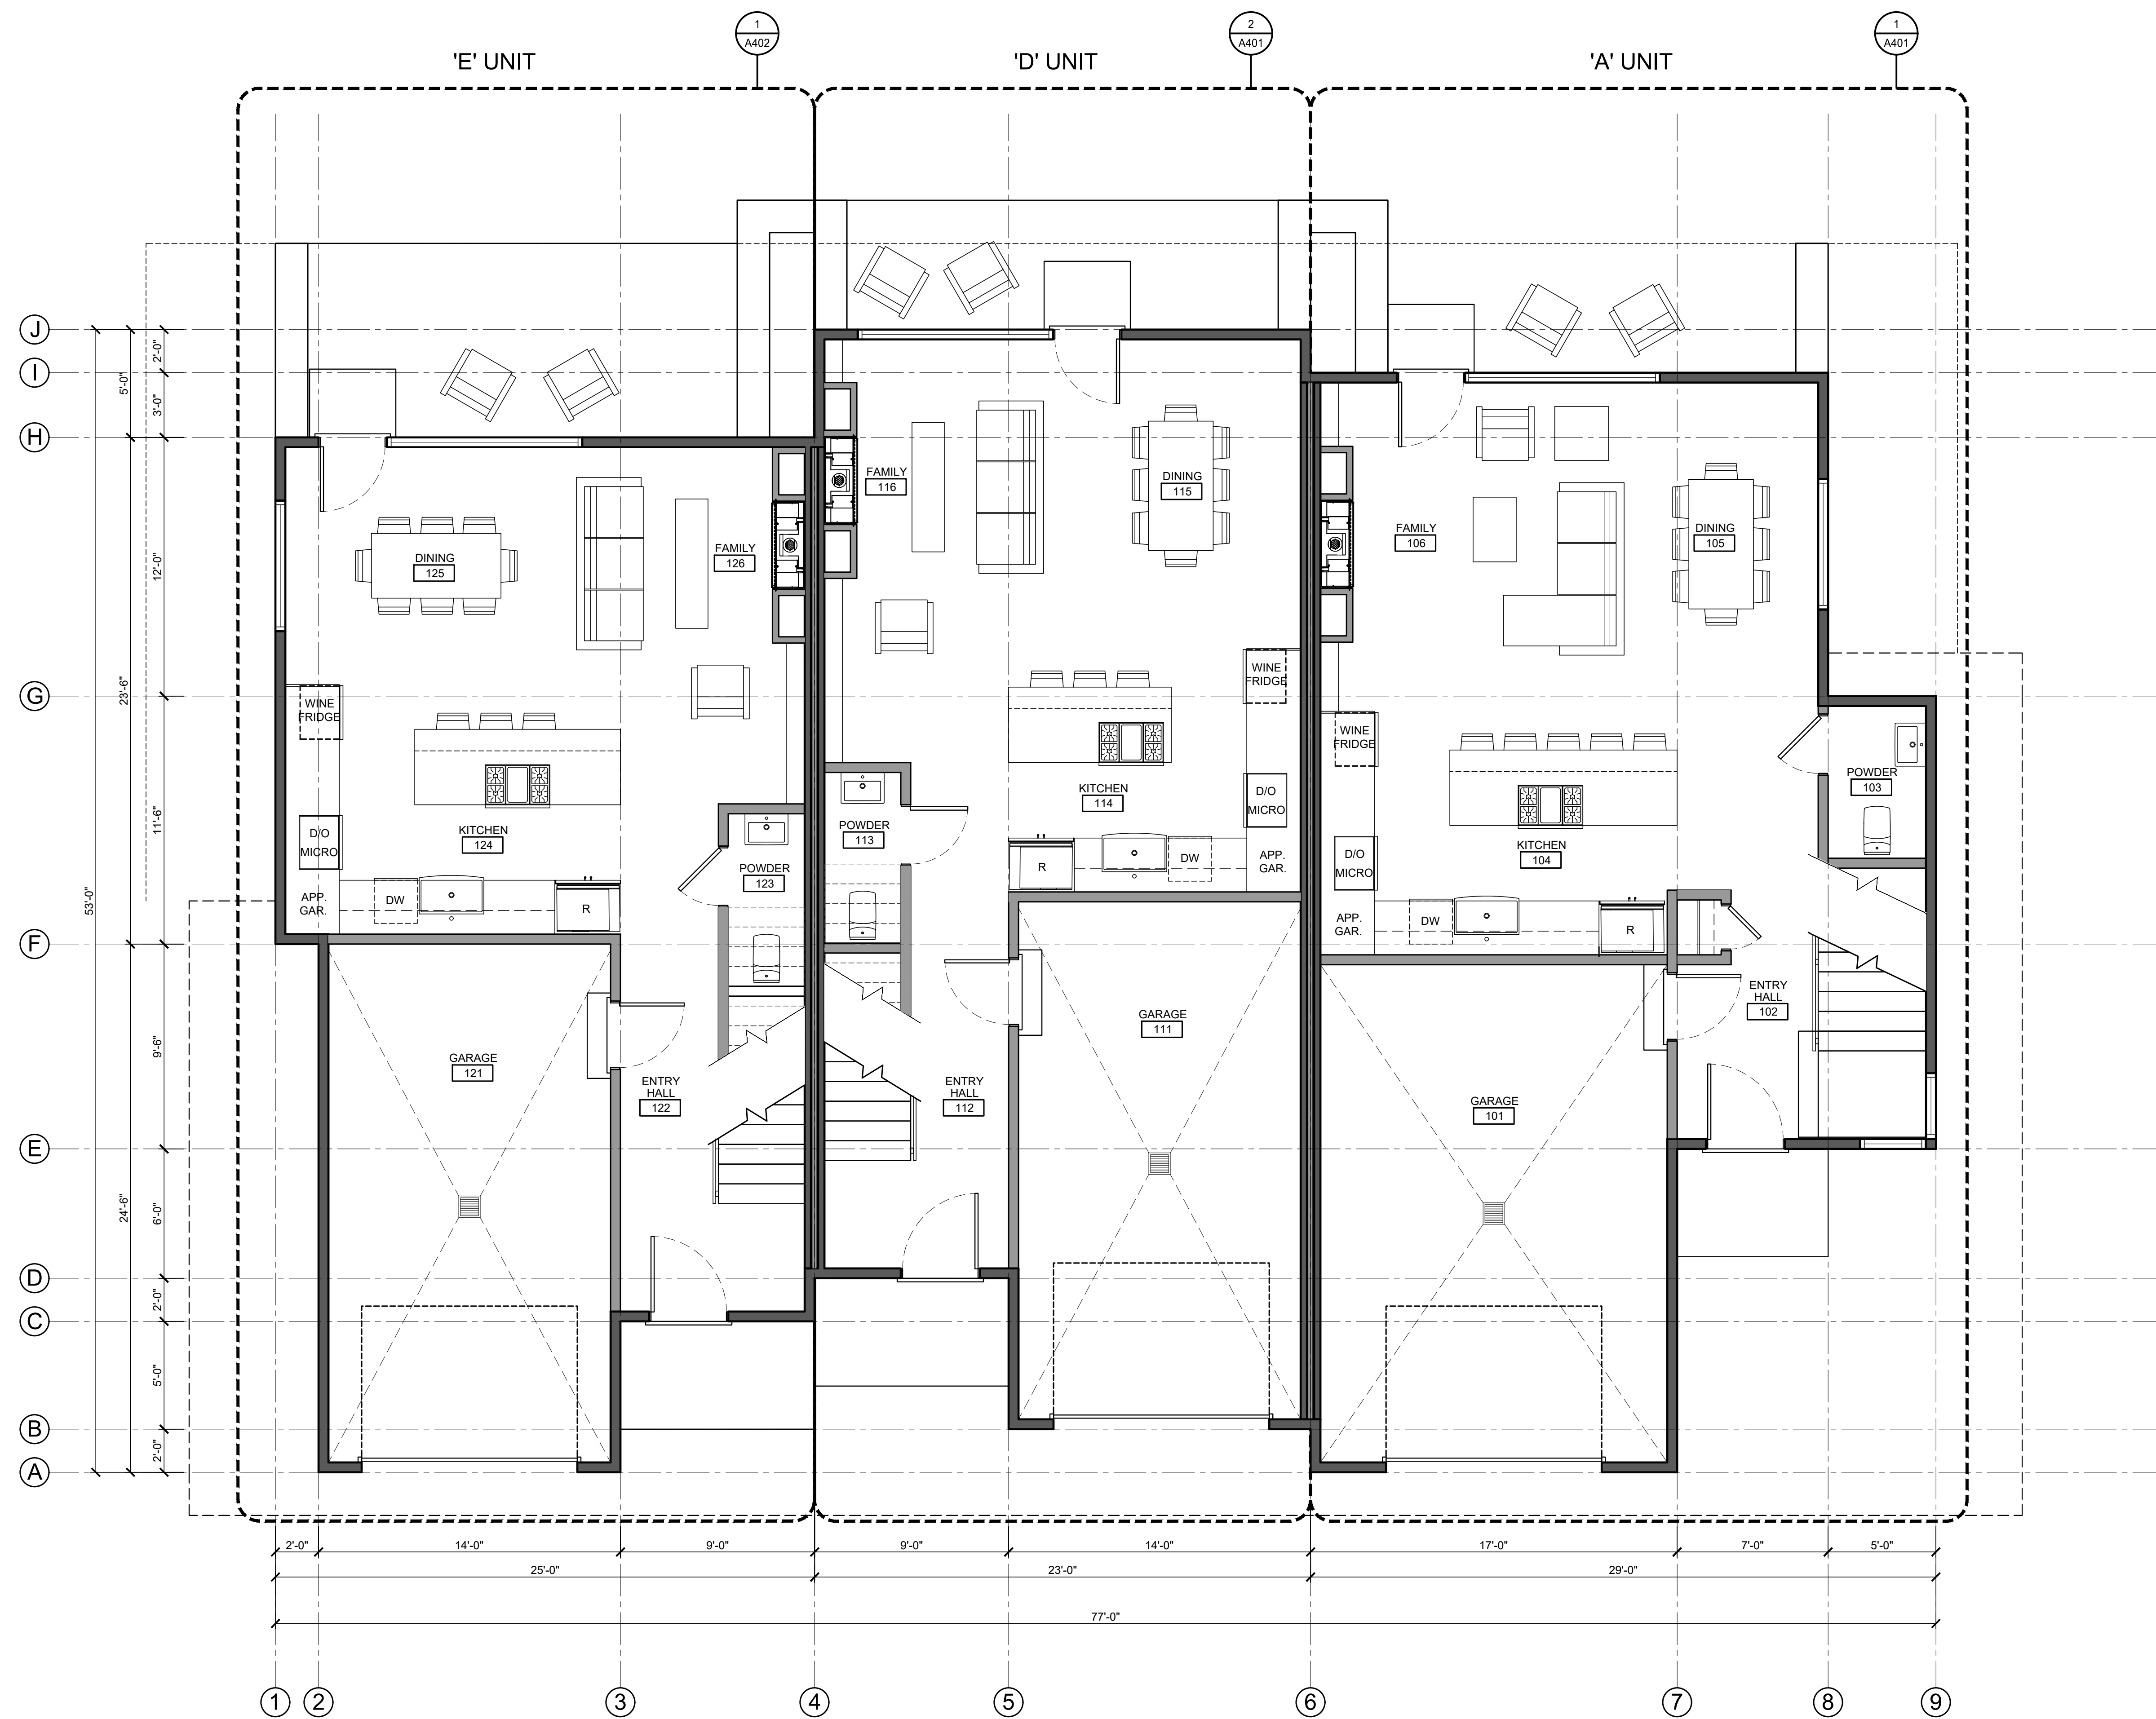 1
A402
2
A401
1
A401
'E' UNIT
'D' UNIT
'A' UNIT
J
I
H
G
F
E
D
C
B
A
2'-0"
5'-0"
3'-0"
12'-0"
23'-6"
11'-6"
53'-0"
9'-6"
24'-6"
6'-0"
2'-0"
5'-0"
2'-0"
DINING
125
FAMILY
126
WINE
FRIDGE
D/O
MICRO
KITCHEN
124
APP.
GAR.
DW
R
POWDER
123
GARAGE
121
ENTRY
HALL
122
FAMILY
116
DINING
115
WINE
FRIDGE
KITCHEN
114
D/O
MICRO
POWDER
113
R
DW
APP.
GAR.
GARAGE
111
ENTRY
HALL
112
FAMILY
106
DINING
105
WINE
FRIDGE
POWDER
103
D/O
MICRO
KITCHEN
104
APP.
GAR.
DW
R
ENTRY
HALL
102
GARAGE
101
2'-0"
14'-0"
9'-0"
9'-0"
14'-0"
17'-0"
7'-0"
5'-0"
25'-0"
23'-0"
29'-0"
77'-0"
1
2
3
4
5
6
7
8
9